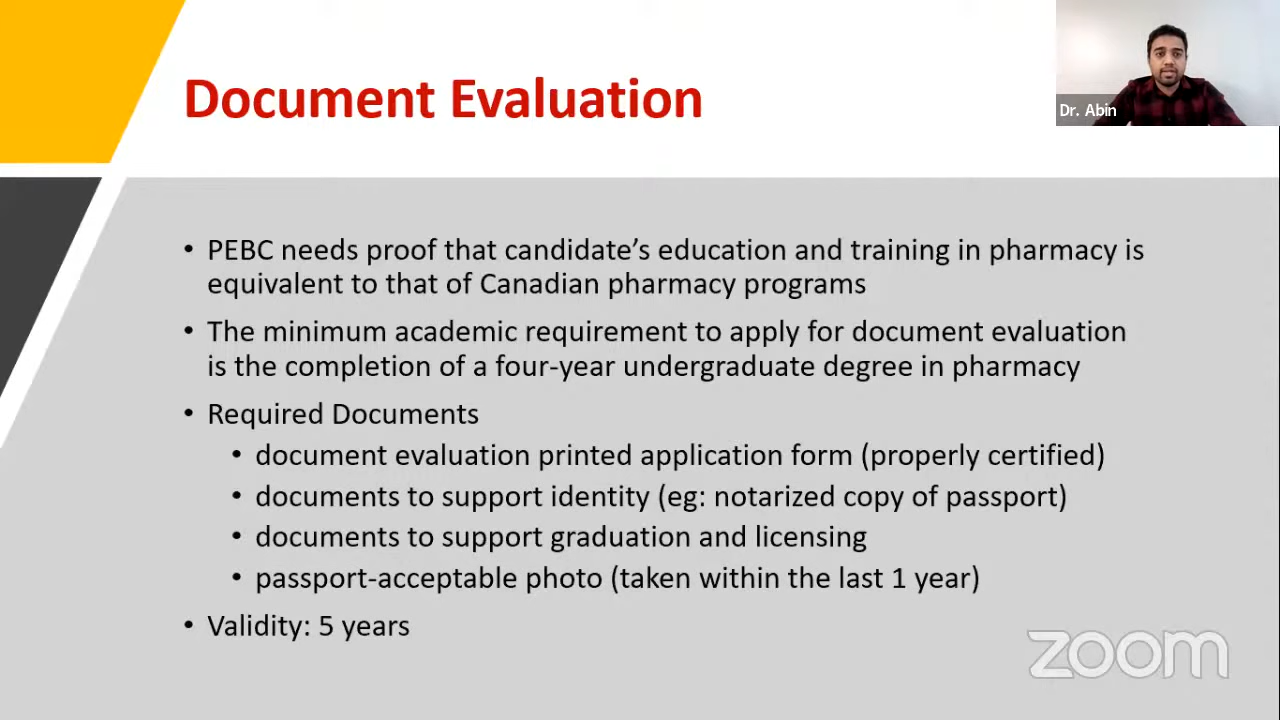 Document Evaluation
Dr. Abin
• PEBC needs proof that candidate’s education and training in pharmacy is
equivalent to that of Canadian pharmacy programs
• The minimum academic requirement to apply for document evaluation
is the completion of a four-year undergraduate degree in pharmacy
• Required Documents
• document evaluation printed application form (properly certified)
• documents to support identity (eg: notarized copy of passport)
• documents to support graduation and licensing
• passport-acceptable photo (taken within the last 1 year)
• Validity: 5 years
zoom